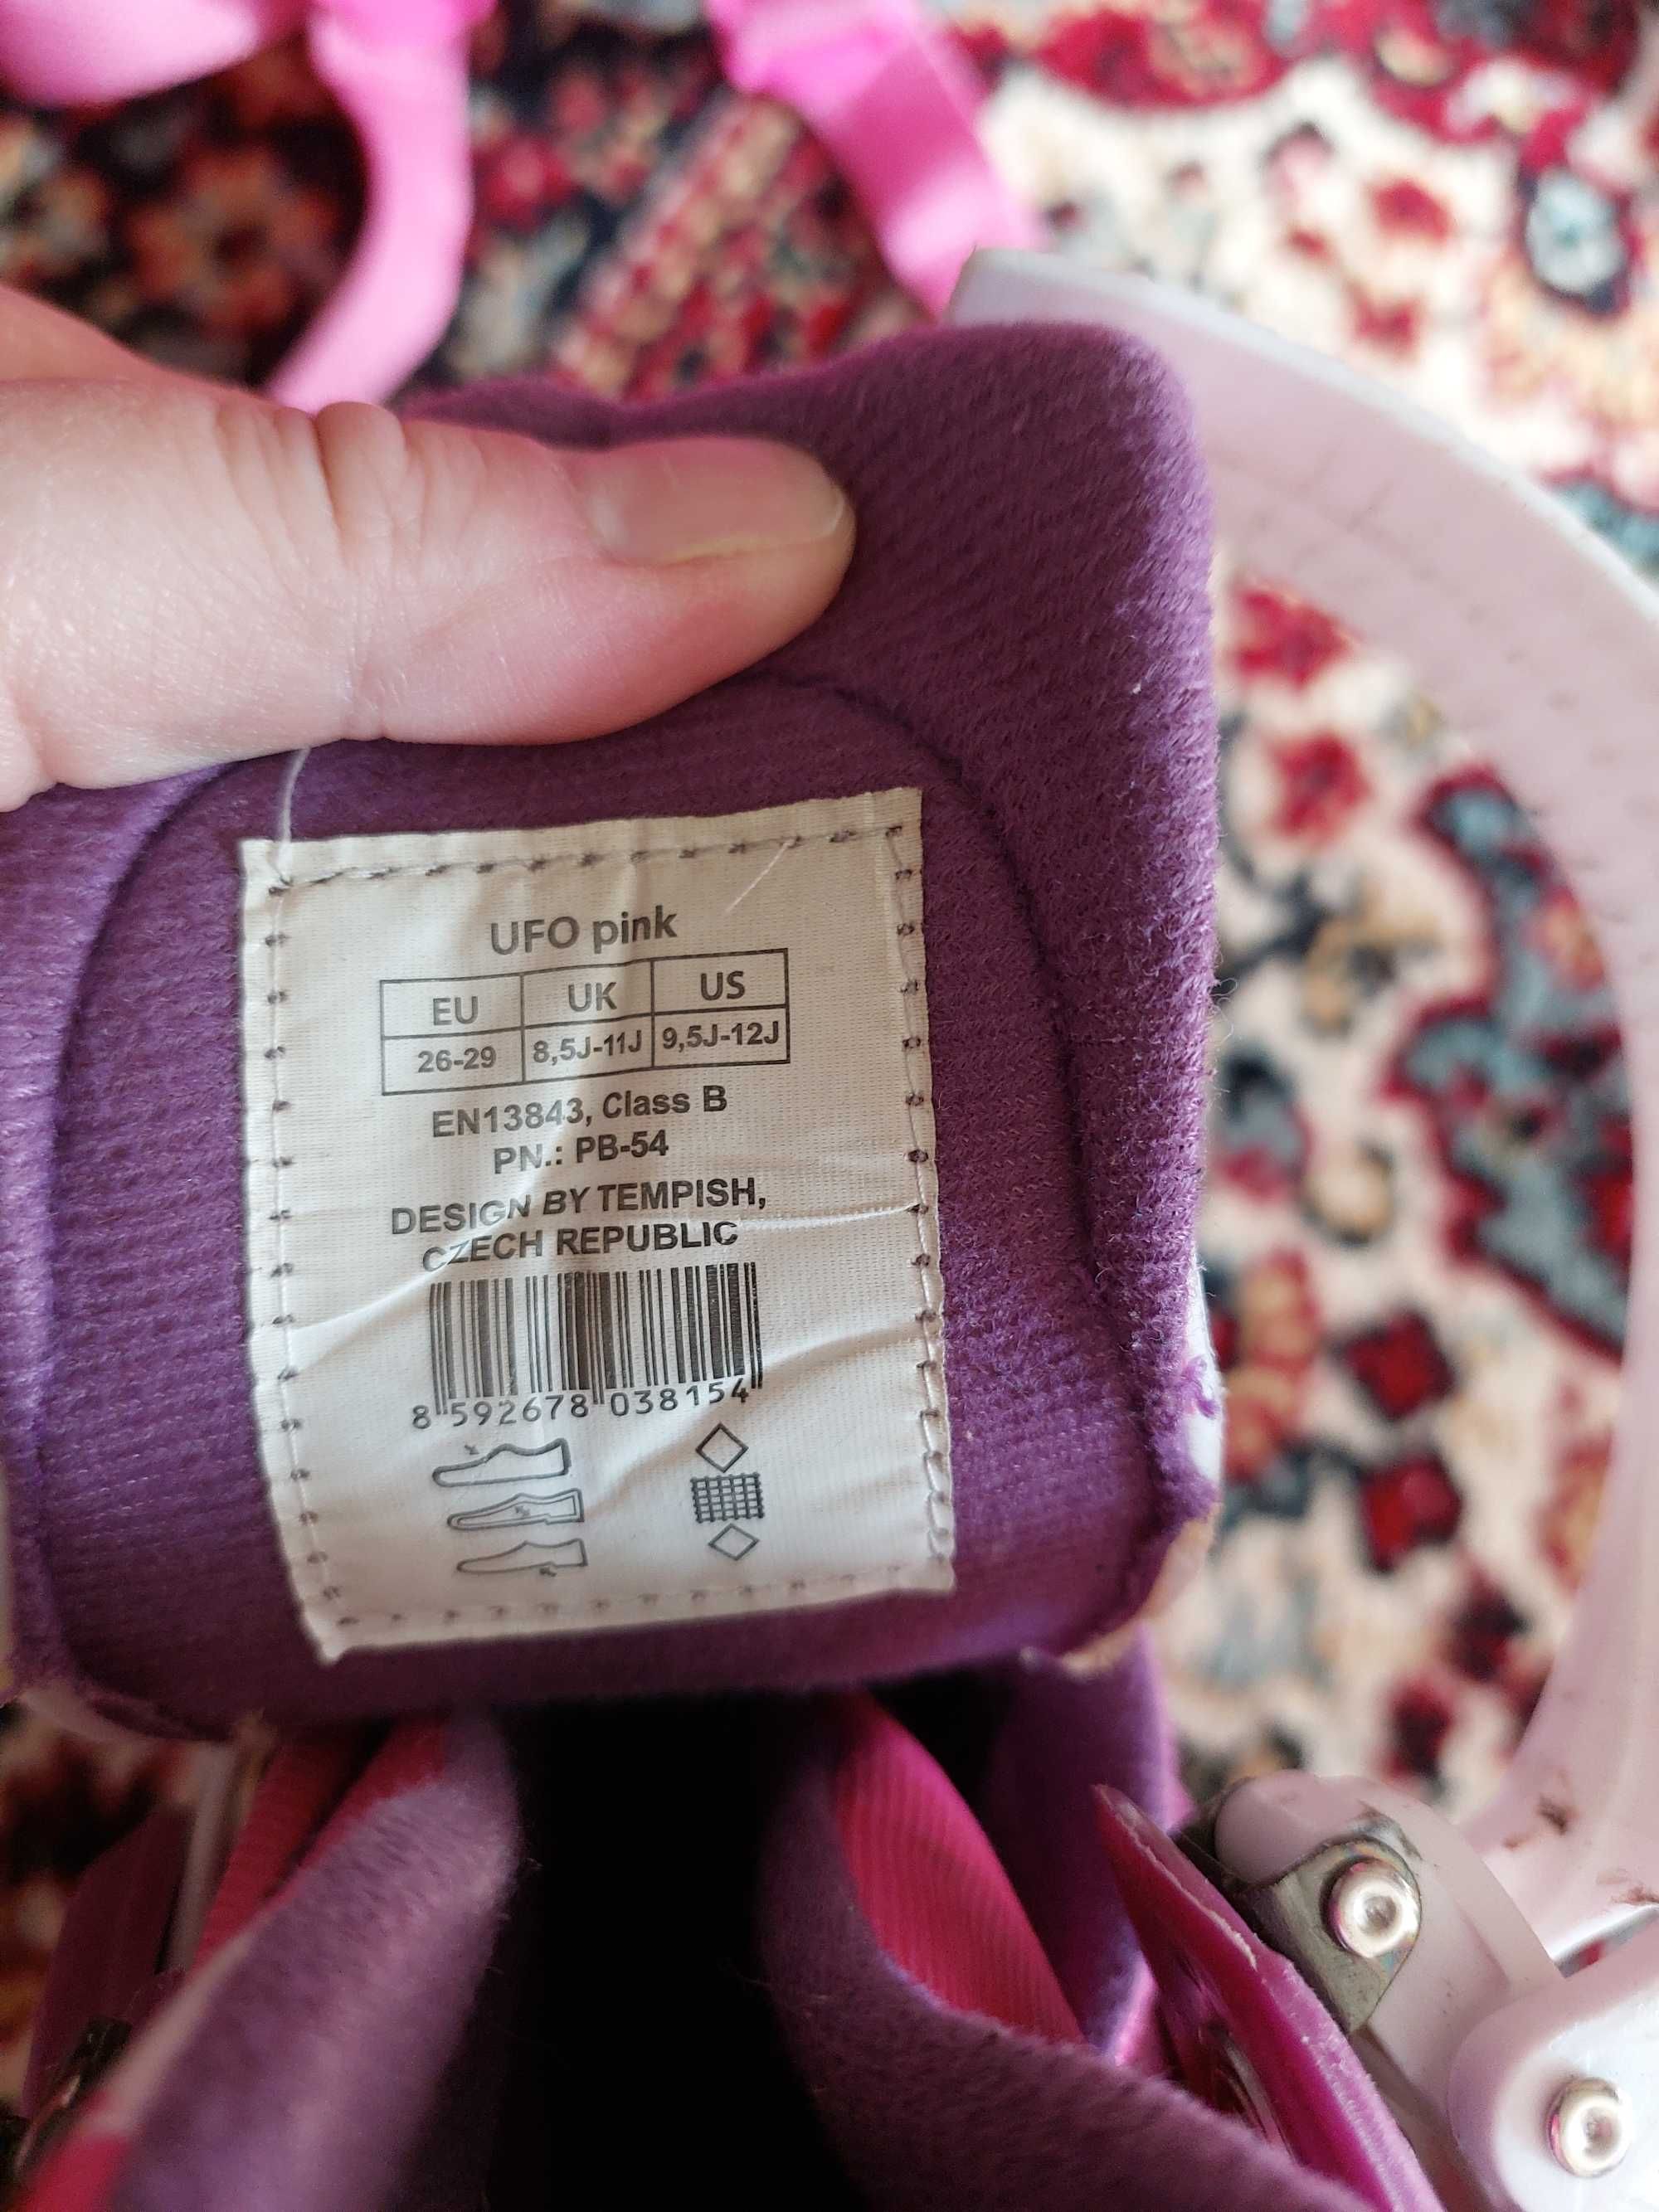 UFO pink
EU UK US
26-29 8,5J-11J 9,5J-12J
EN13843, Class B
PN.: PB-54
DESIGN BY TEMPISH,
CZECH REPUBLIC
8 592678 038154